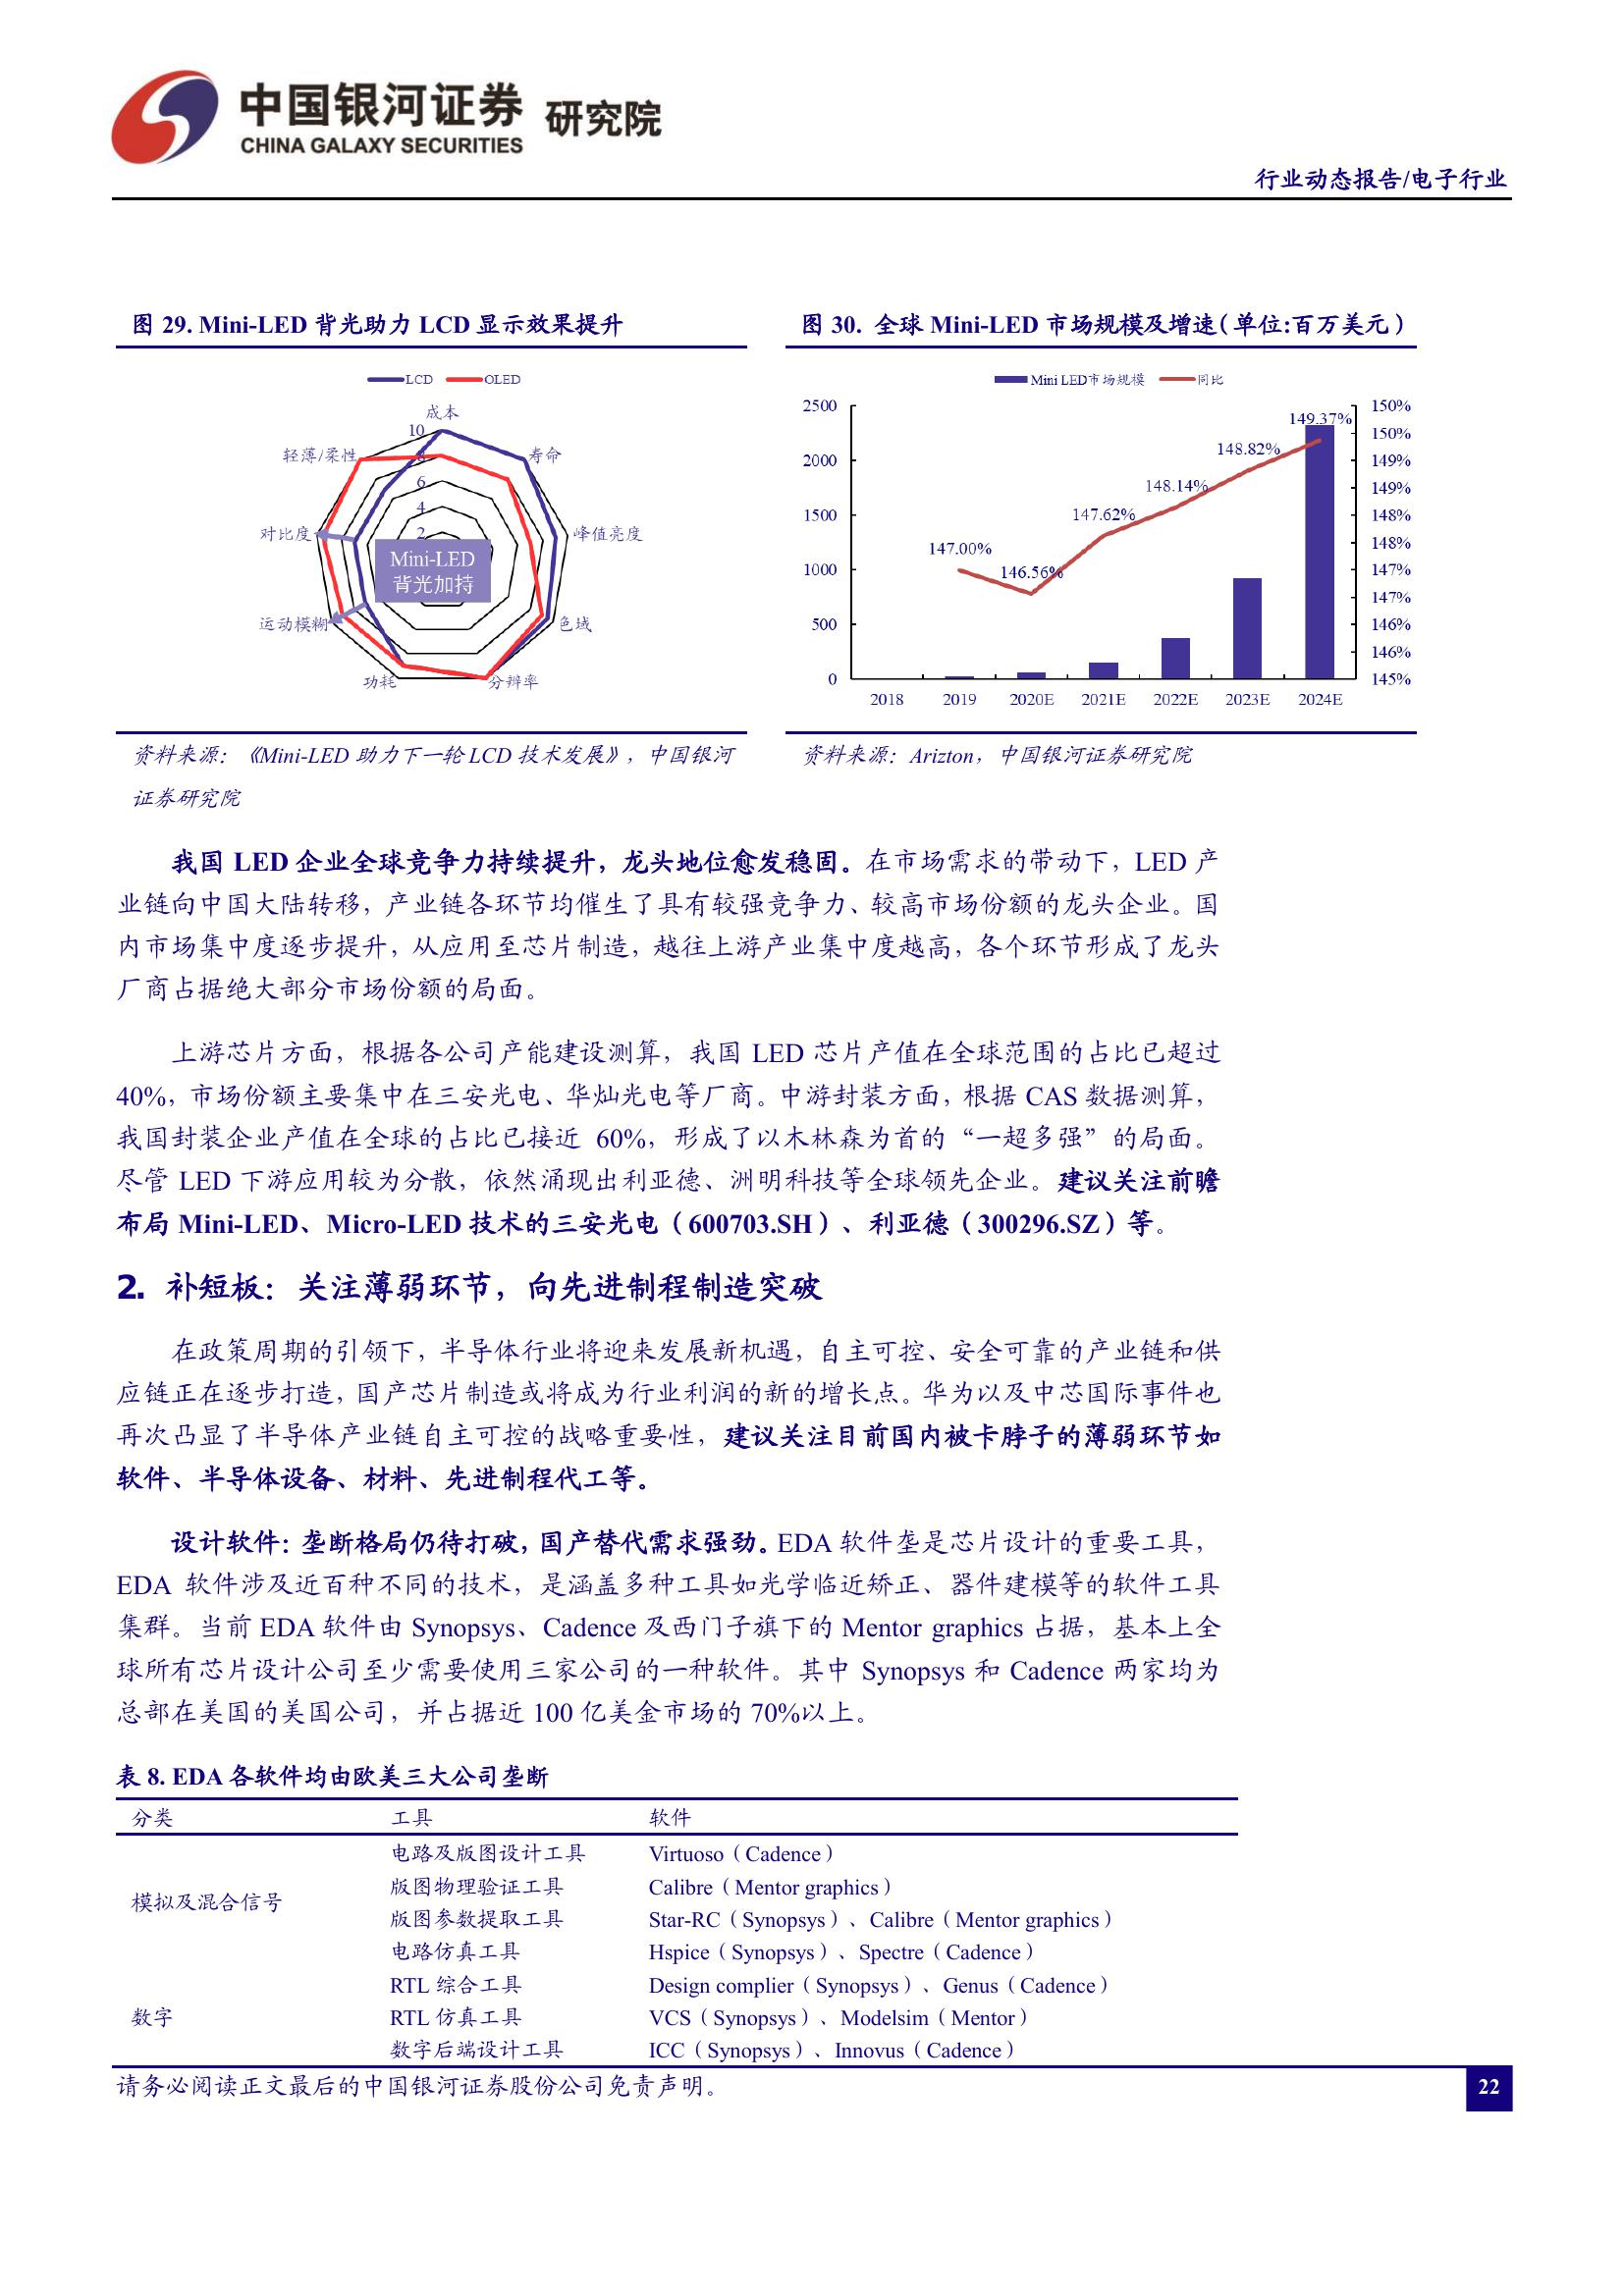 中国银河证券 研究院
CHINA GALAXY SECURITIES
行业动态报告/电子行业
图 29. Mini-LED 背光助力 LCD 显示效果提升
LCD OLED
成本
寿命
峰值亮度
色域
分辨率
功耗
运动模糊
对比度
轻薄/柔性
10
8
6
4
2
Mini-LED
背光加持
资料来源：《Mini-LED 助力下一轮 LCD 技术发展》，中国银河
证券研究院
图 30. 全球 Mini-LED 市场规模及增速（单位:百万美元）
Mini LED市场规模 同比
2500
2000
1500
1000
500
0
147.00%
146.56%
147.62%
148.14%
148.82%
149.37%
150%
150%
149%
149%
148%
148%
147%
147%
146%
146%
145%
2018 2019 2020E 2021E 2022E 2023E 2024E
资料来源：Arizton，中国银河证券研究院
我国 LED 企业全球竞争力持续提升，龙头地位愈发稳固。在市场需求的带动下，LED 产
业链向中国大陆转移，产业链各环节均催生了具有较强竞争力、较高市场份额的龙头企业。国
内市场集中度逐步提升，从应用至芯片制造，越往上游产业集中度越高，各个环节形成了龙头
厂商占据绝大部分市场份额的局面。
上游芯片方面，根据各公司产能建设测算，我国 LED 芯片产值在全球范围的占比已超过
40%，市场份额主要集中在三安光电、华灿光电等厂商。中游封装方面，根据 CAS 数据测算，
我国封装企业产值在全球的占比已接近 60%，形成了以木林森为首的“一超多强”的局面。
尽管 LED 下游应用较为分散，依然涌现出利亚德、洲明科技等全球领先企业。建议关注前瞻
布局 Mini-LED、Micro-LED 技术的三安光电（600703.SH）、利亚德（300296.SZ）等。
2. 补短板：关注薄弱环节，向先进制程制造突破
在政策周期的引领下，半导体行业将迎来发展新机遇，自主可控、安全可靠的产业链和供
应链正在逐步打造，国产芯片制造或将成为行业利润的新的增长点。华为以及中芯国际事件也
再次凸显了半导体产业链自主可控的战略重要性，建议关注目前国内被卡脖子的薄弱环节如
软件、半导体设备、材料、先进制程代工等。
设计软件：垄断格局仍待打破，国产替代需求强劲。EDA 软件垄是芯片设计的重要工具，
EDA 软件涉及近百种不同的技术，是涵盖多种工具如光学临近矫正、器件建模等的软件工具
集群。当前 EDA 软件由 Synopsys、Cadence 及西门子旗下的 Mentor graphics 占据，基本上全
球所有芯片设计公司至少需要使用三家公司的一种软件。其中 Synopsys 和 Cadence 两家均为
总部在美国的美国公司，并占据近 100 亿美金市场的 70%以上。
表 8. EDA 各软件均由欧美三大公司垄断
分类 工具 软件
模拟及混合信号
电路及版图设计工具 Virtuoso（Cadence）
版图物理验证工具 Calibre（Mentor graphics）
版图参数提取工具 Star-RC（Synopsys）、Calibre（Mentor graphics）
电路仿真工具 Hspice（Synopsys）、Spectre（Cadence）
数字
RTL 综合工具 Design complier（Synopsys）、Genus（Cadence）
RTL 仿真工具 VCS（Synopsys）、Modelsim（Mentor）
数字后端设计工具 ICC（Synopsys）、Innovus（Cadence）
请务必阅读正文最后的中国银河证券股份公司免责声明。
22